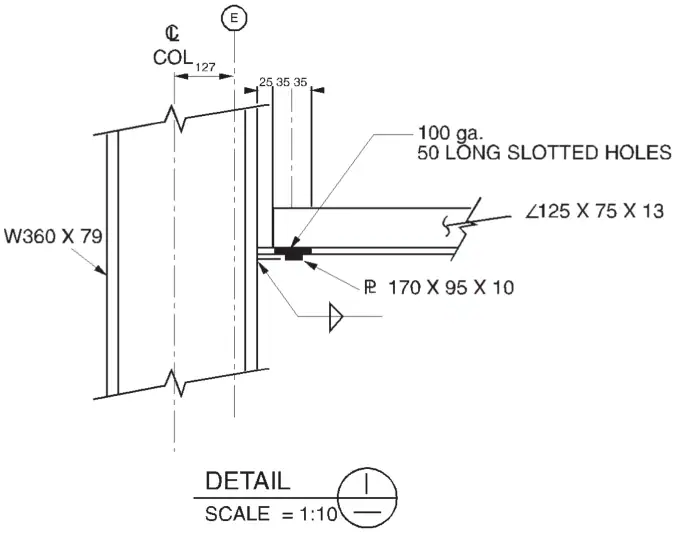 E
℄
COL
127
25 35 35
100 ga.
50 LONG SLOTTED HOLES
∠125 X 75 X 13
W360 X 79
⅊ 170 X 95 X 10
DETAIL
SCALE = 1:10